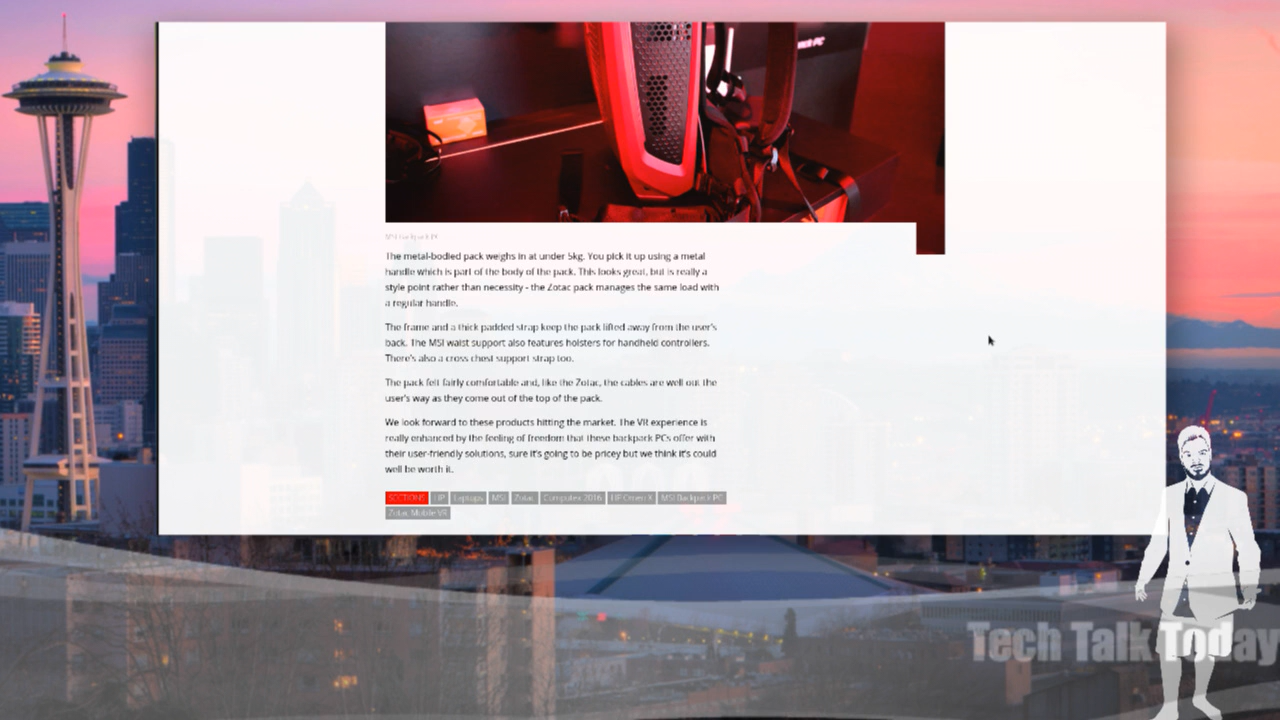 PC
MSI Backpack PC
The metal-bodied pack weighs in at under 5kg. You pick it up using a metal
handle which is part of the body of the pack. This looks great, but is really a
style point rather than necessity - the Zotac pack manages the same load with
a regular handle.
The frame and a thick padded strap keep the pack lifted away from the user's
back. The MSI waist support also features holsters for handheld controllers.
There's also a cross chest support strap too.
The pack felt fairly comfortable and, like the Zotac, the cables are well out the
user's way as they come out of the top of the pack.
We look forward to these products hitting the market. The VR experience is
really enhanced by the feeling of freedom that these backpack PCs offer with
their user-friendly solutions, sure it's going to be pricey but we think it's could
well be worth it.
SECTIONS HP Laptops MSI Zotac Computex 2016 HP Omen X MSI Backpack PC
Zotac Mobile VR
Tech Talk Today